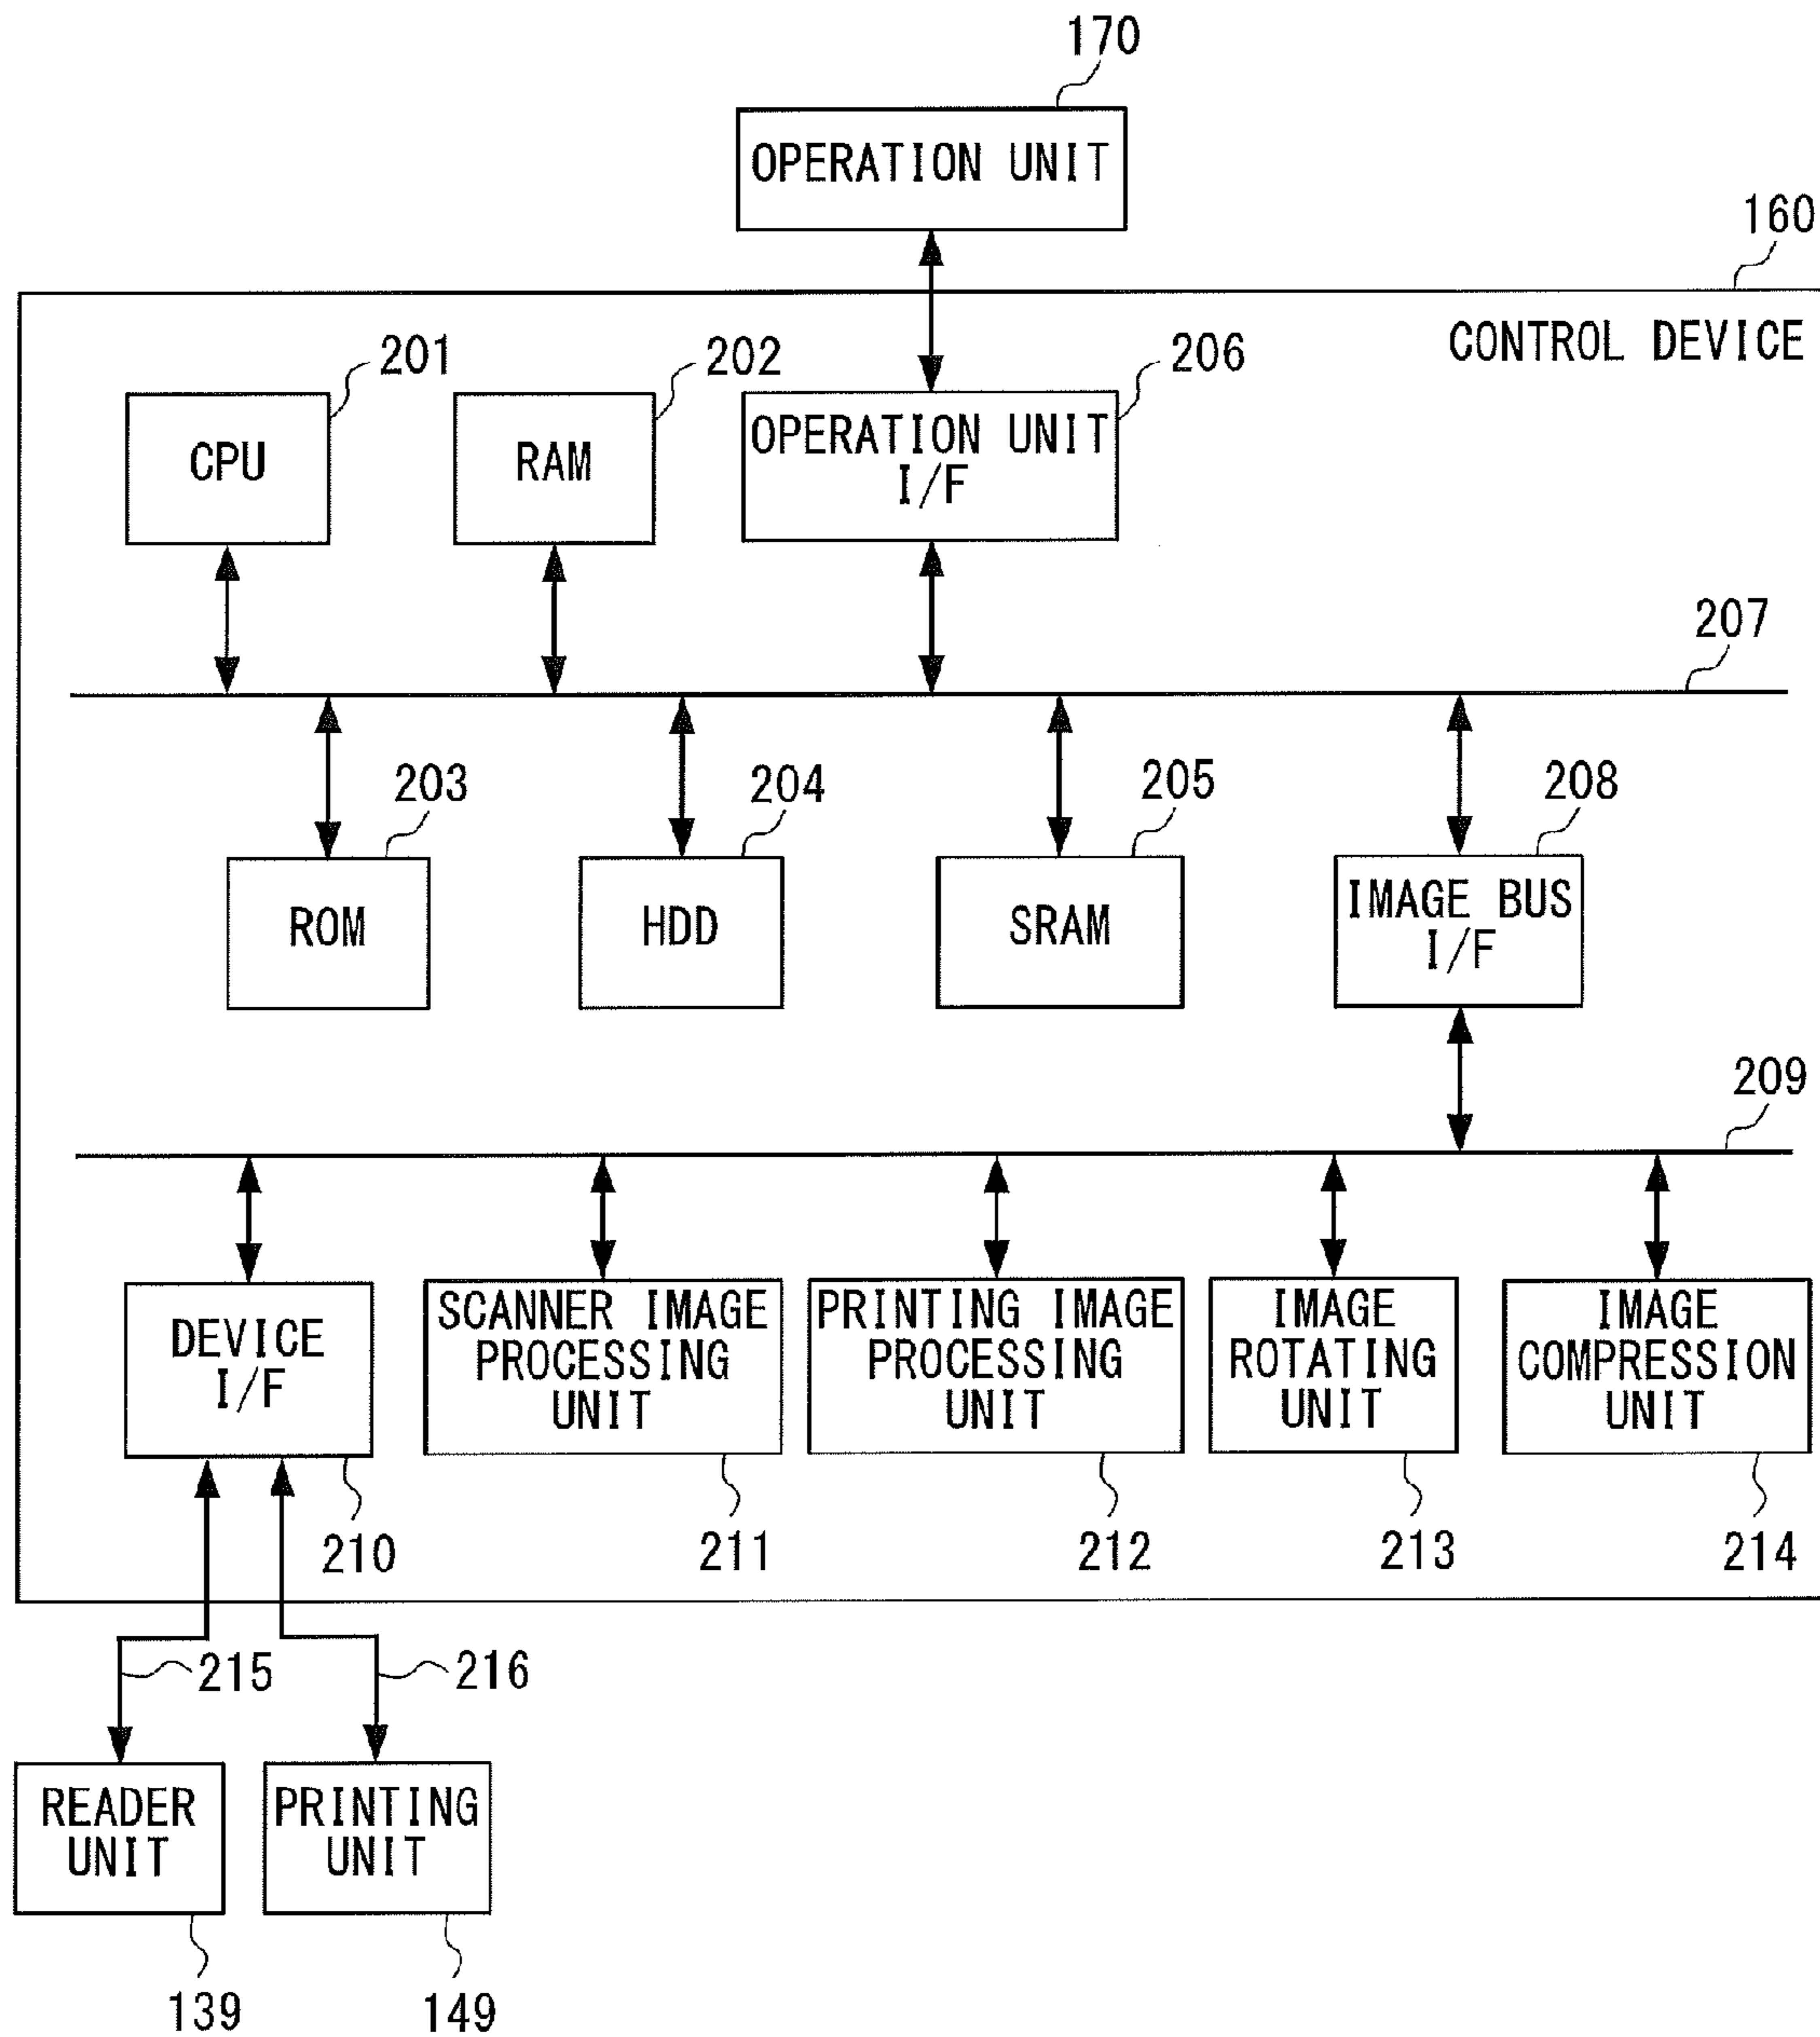 170
OPERATION UNIT
160
CONTROL DEVICE
201
202
206
CPU
RAM
OPERATION UNIT
I/F
207
203
204
205
208
ROM
HDD
SRAM
IMAGE BUS
I/F
209
DEVICE
I/F
SCANNER IMAGE
PROCESSING
UNIT
PRINTING IMAGE
PROCESSING
UNIT
IMAGE
ROTATING
UNIT
IMAGE
COMPRESSION
UNIT
210
211
212
213
214
215
216
READER
UNIT
PRINTING
UNIT
139
149